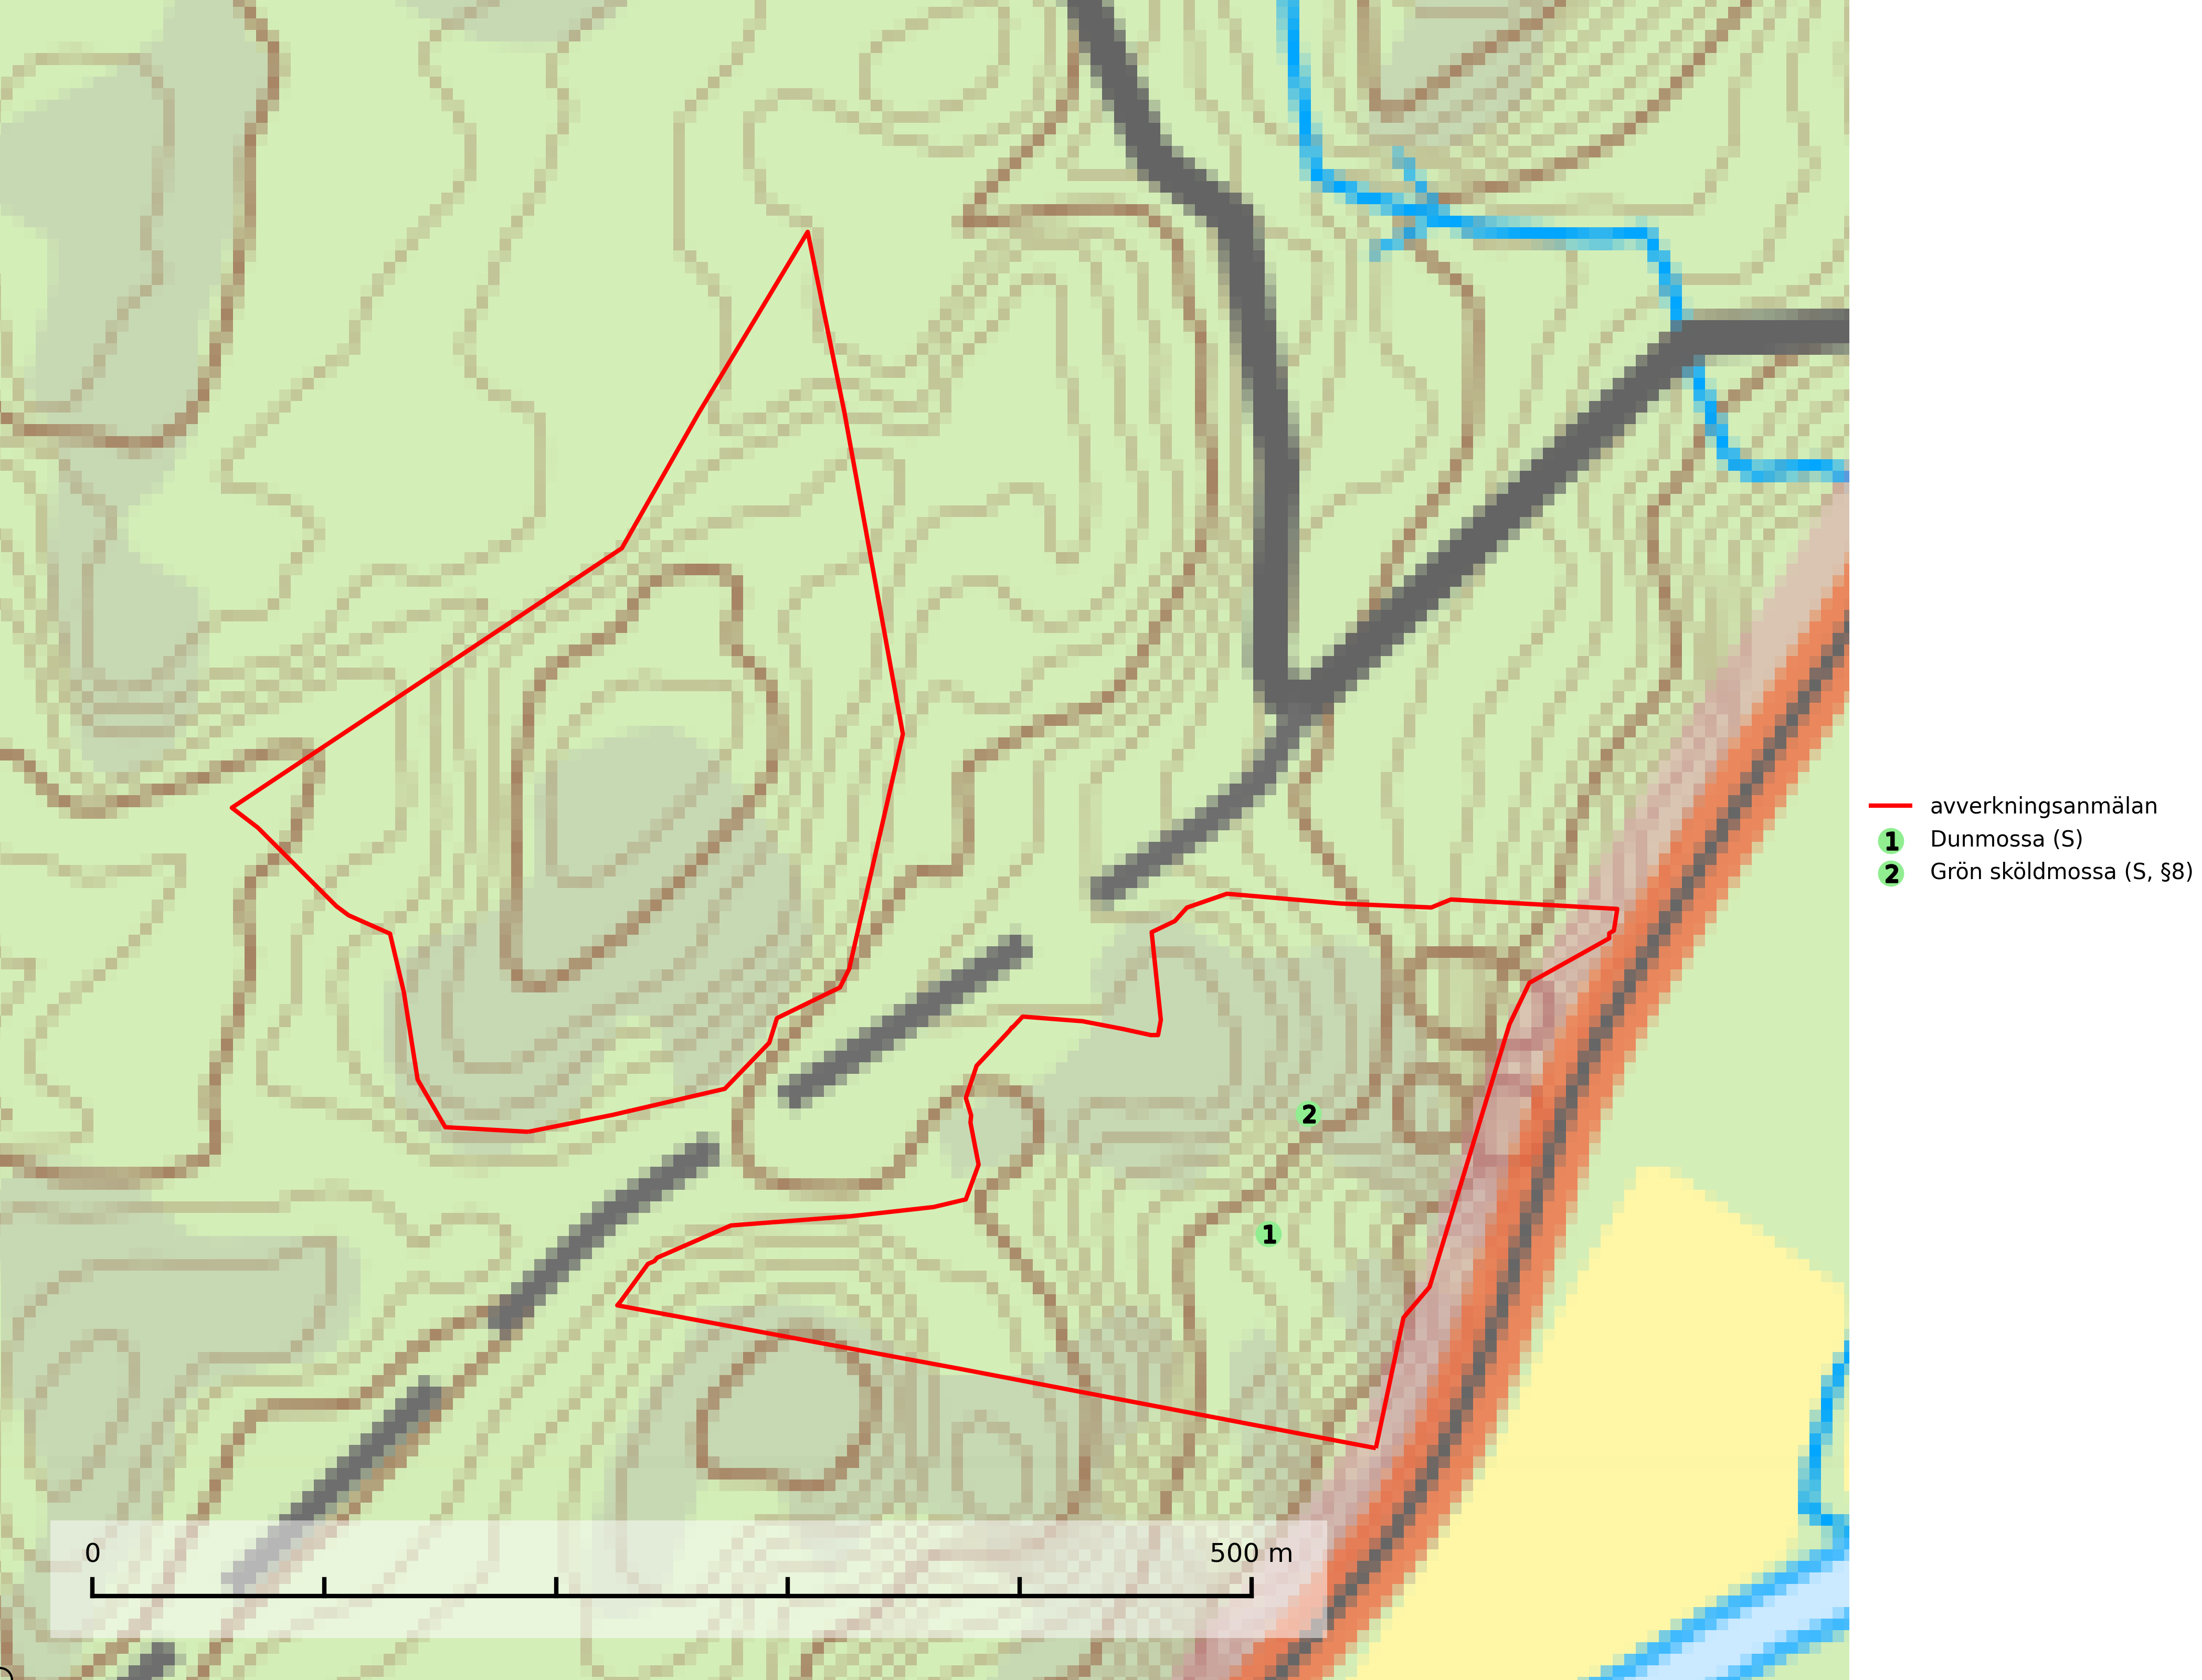 2
1
0
500 m
avverkningsanmälan
1 Dunmossa (S)
2 Grön sköldmossa (S, §8)